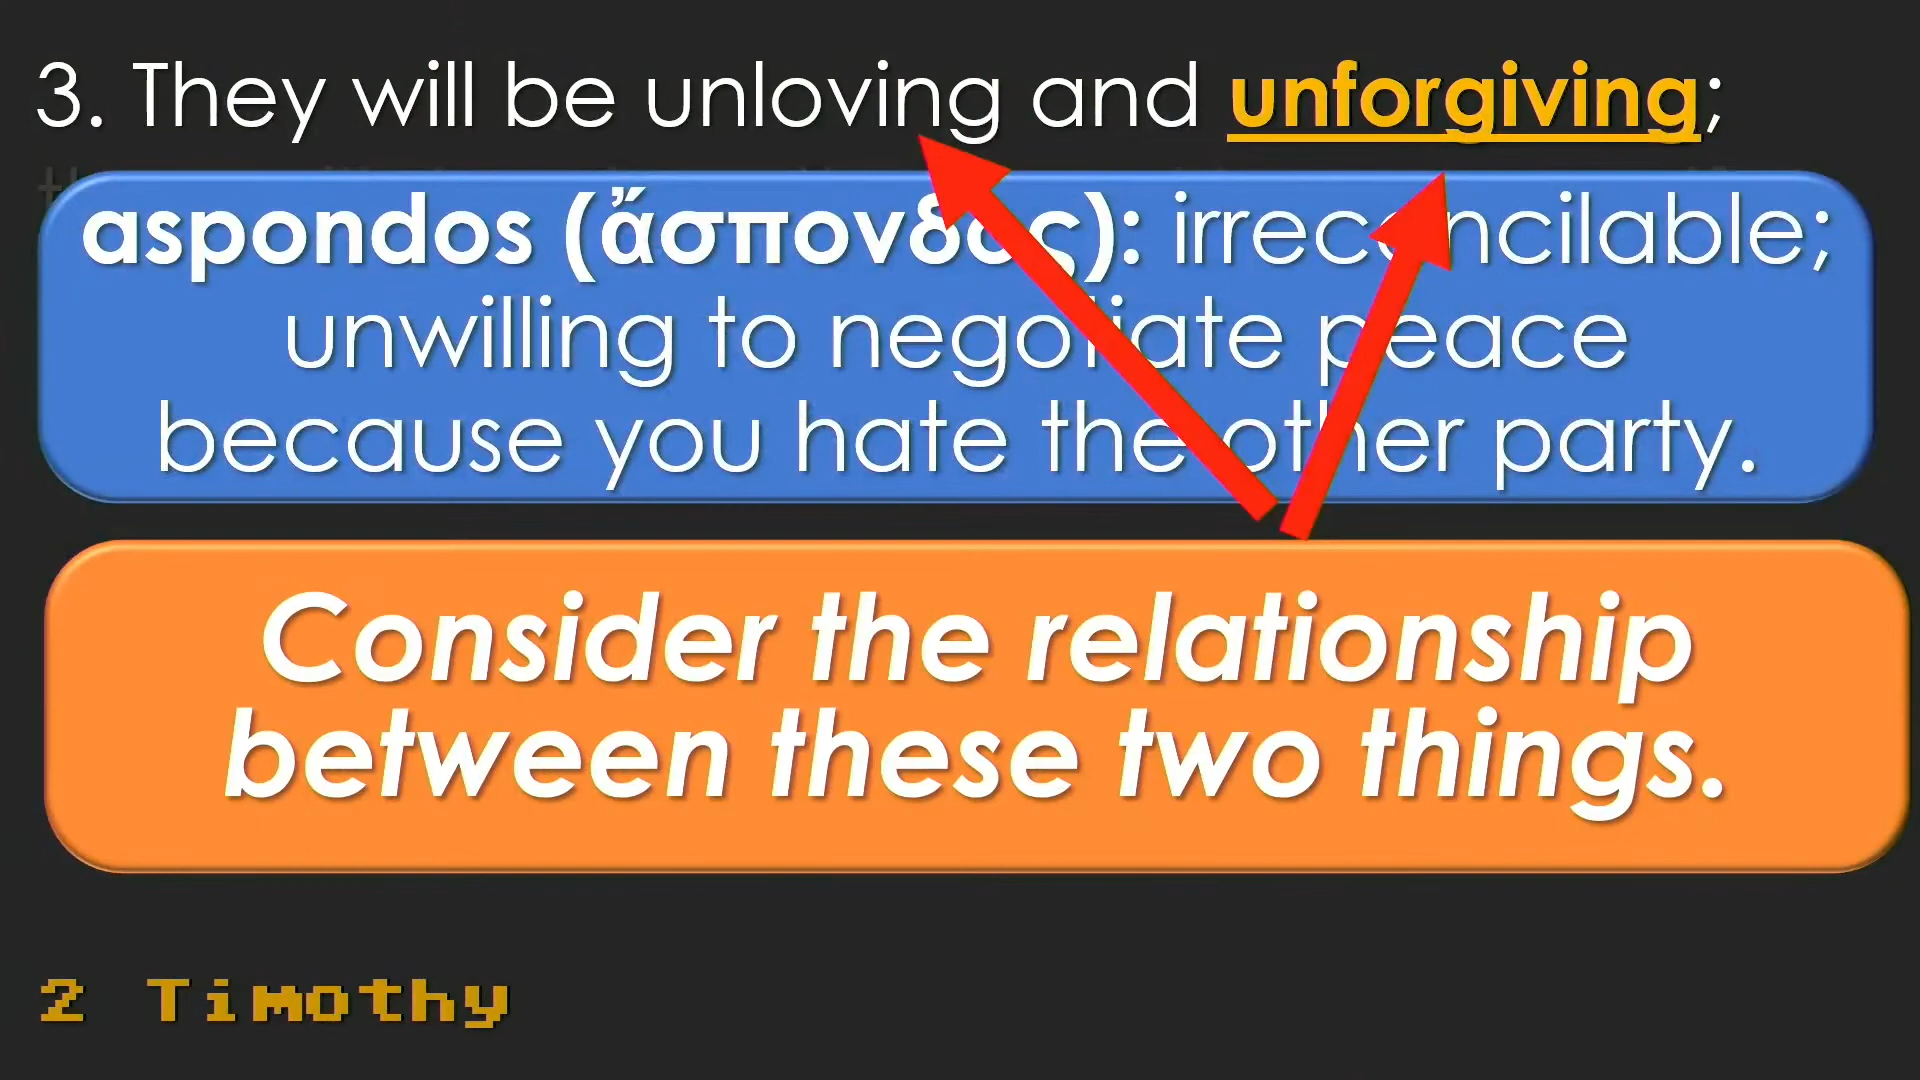 3. They will be unloving and unforgiving;
aspondos (ἄσπονδος): irreconcilable;
unwilling to negotiate peace
because you hate the other party.
Consider the relationship
between these two things.
2 Timothy